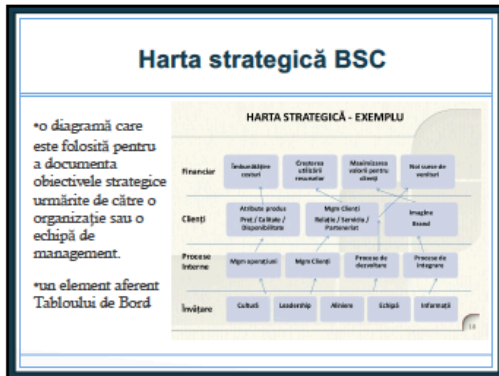 Harta strategică BSC
•o diagramă care
este folosită pentru
a documenta
obiectivele strategice
urmărite de către o
organizație sau o
echipă de
management.
•un element aferent
Tabloului de Bord
HARTA STRATEGICĂ - EXEMPLU
Financiar
Îmbunătățire
costuri
Creșterea
utilizării
resurselor
Maximizarea
valorii pentru
clienți
Noi surse de
venituri
Clienți
Atribute produs
Preț / Calitate /
Disponibilitate
Mgm Clienți
Relație / Serviciu /
Parteneriat
Imagine
Brand
Procese
Interne
Mgm operațiuni
Mgm Clienți
Procese de
dezvoltare
Procese de
integrare
Învățare
Cultură
Leadership
Aliniere
Echipă
Informații